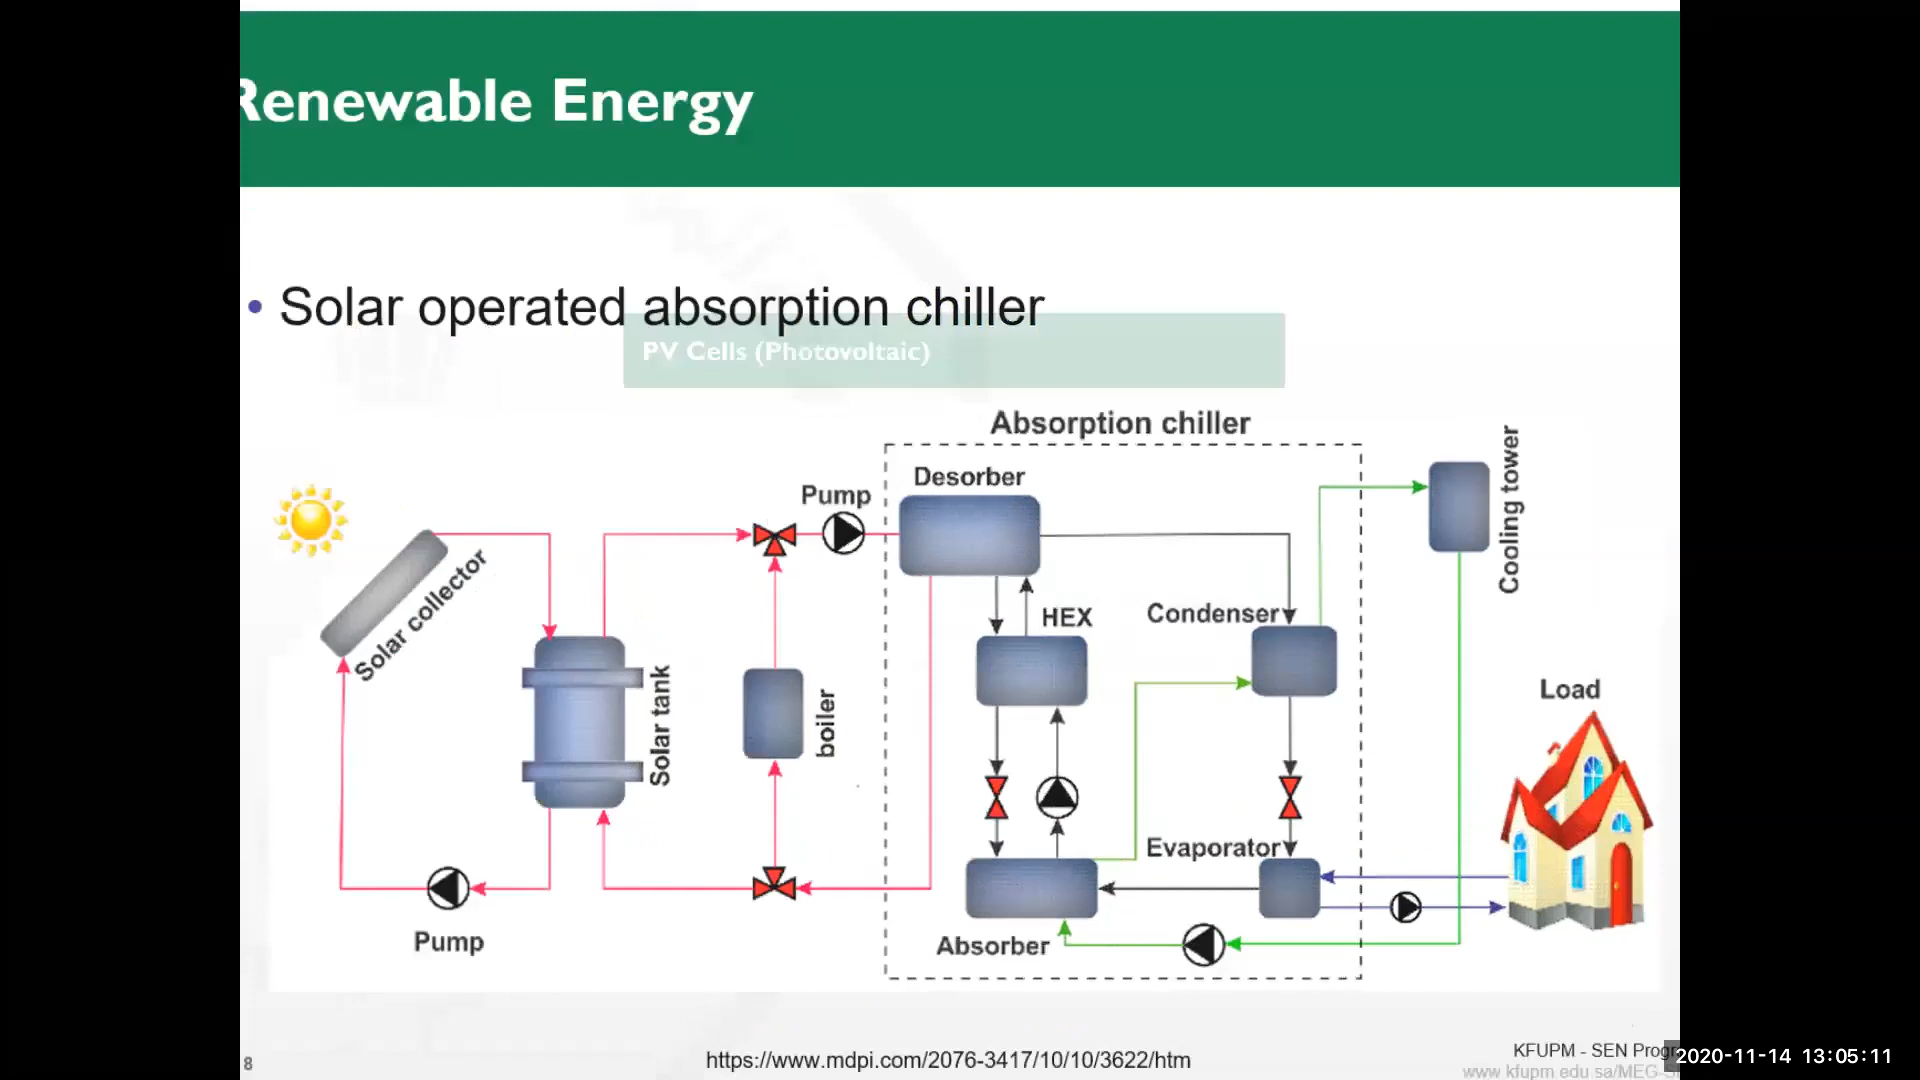 Renewable Energy
• Solar operated absorption chiller
PV Cells (Photovoltaic)
Absorption chiller
Desorber
Pump
Cooling tower
Solar collector
HEX
Condenser
Solar tank
boiler
Load
Evaporator
Pump
Absorber
8
https://www.mdpi.com/2076-3417/10/10/3622/htm
KFUPM - SEN
2020-11-14 13:05:11